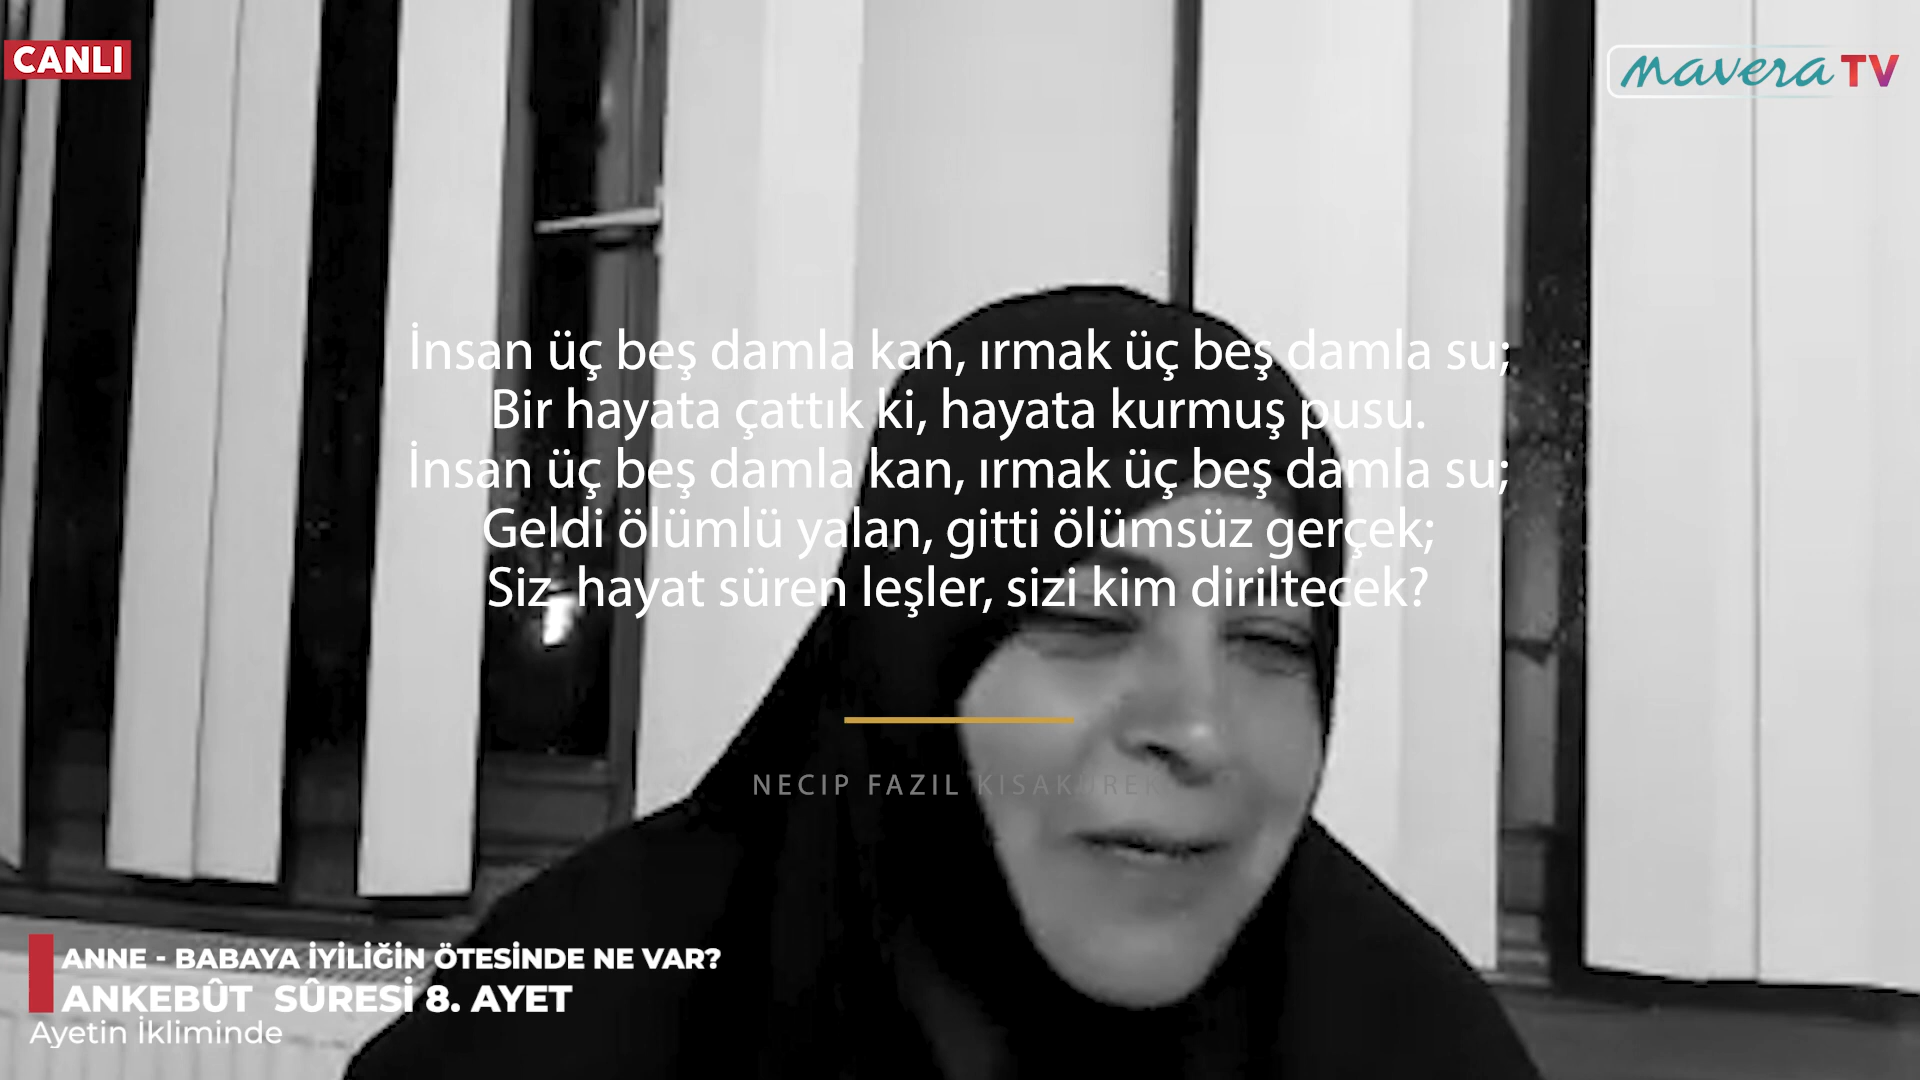 CANLI
mavera TV
İnsan üç beş damla kan, ırmak üç beş damla su;
Bir hayata çattık ki, hayata kurmuş pusu.
İnsan üç beş damla kan, ırmak üç beş damla su;
Geldi ölümlü yalan, gitti ölümsüz gerçek;
Siz, hayat süren leşler, sizi kim diriltecek?
NECIP FAZIL KISAKÜREK
ANNE - BABAYA İYİLİĞİN ÖTESİNDE NE VAR?
ANKEBÛT SÛRESİ 8. AYET
Ayetin İkliminde